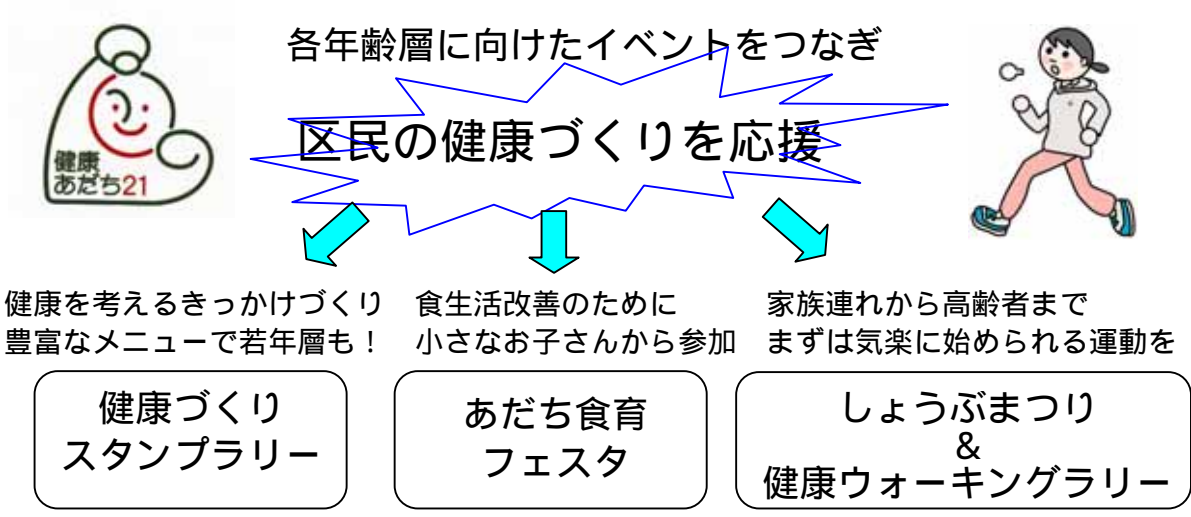 各年齢層に向けたイベントをつなぎ
区民の健康づくりを応援
健康
あだち21
健康を考えるきっかけづくり
豊富なメニューで若年層も！
食生活改善のために
小さなお子さんから参加
家族連れから高齢者まで
まずは気楽に始められる運動を
健康づくり
スタンプラリー
あだち食育
フェスタ
しょうぶまつり
&
健康ウォーキングラリー